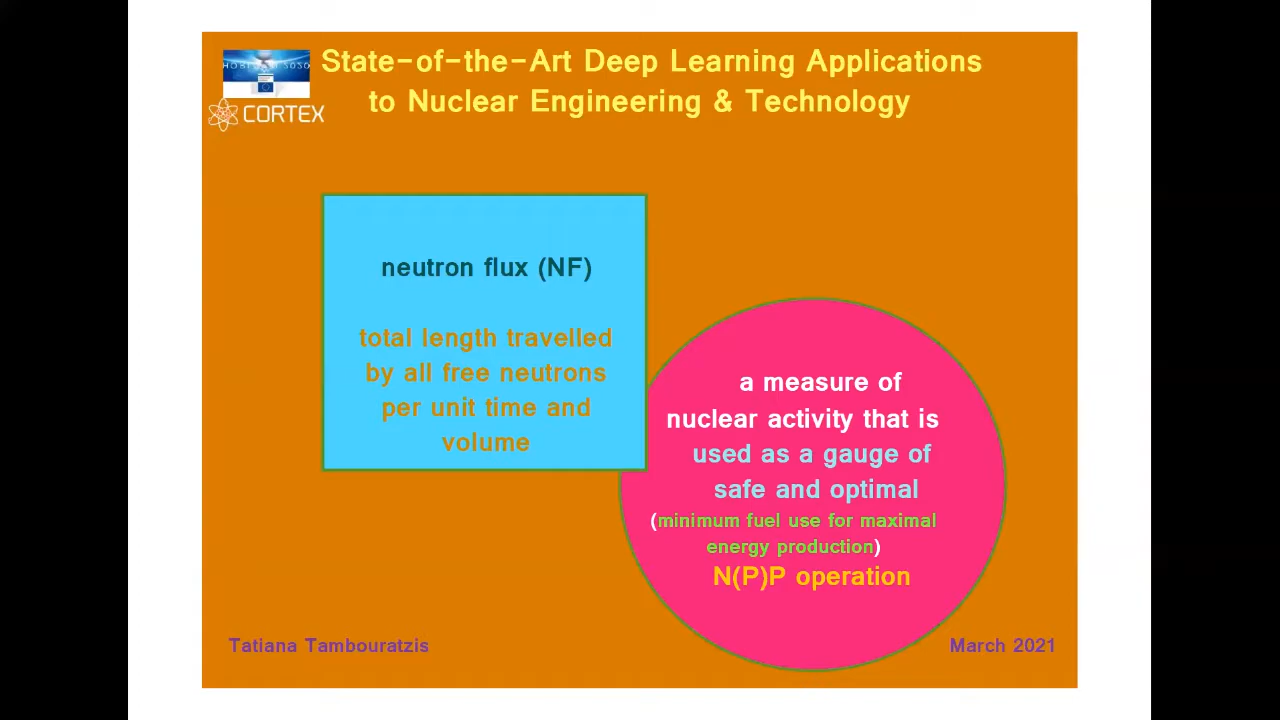 State-of-the-Art Deep Learning Applications
to Nuclear Engineering & Technology
CORTEX
neutron flux (NF)
total length travelled
by all free neutrons
per unit time and
volume
a measure of
nuclear activity that is
used as a gauge of
safe and optimal
(minimum fuel use for maximal
energy production)
N(P)P operation
Tatiana Tambouratzis
March 2021